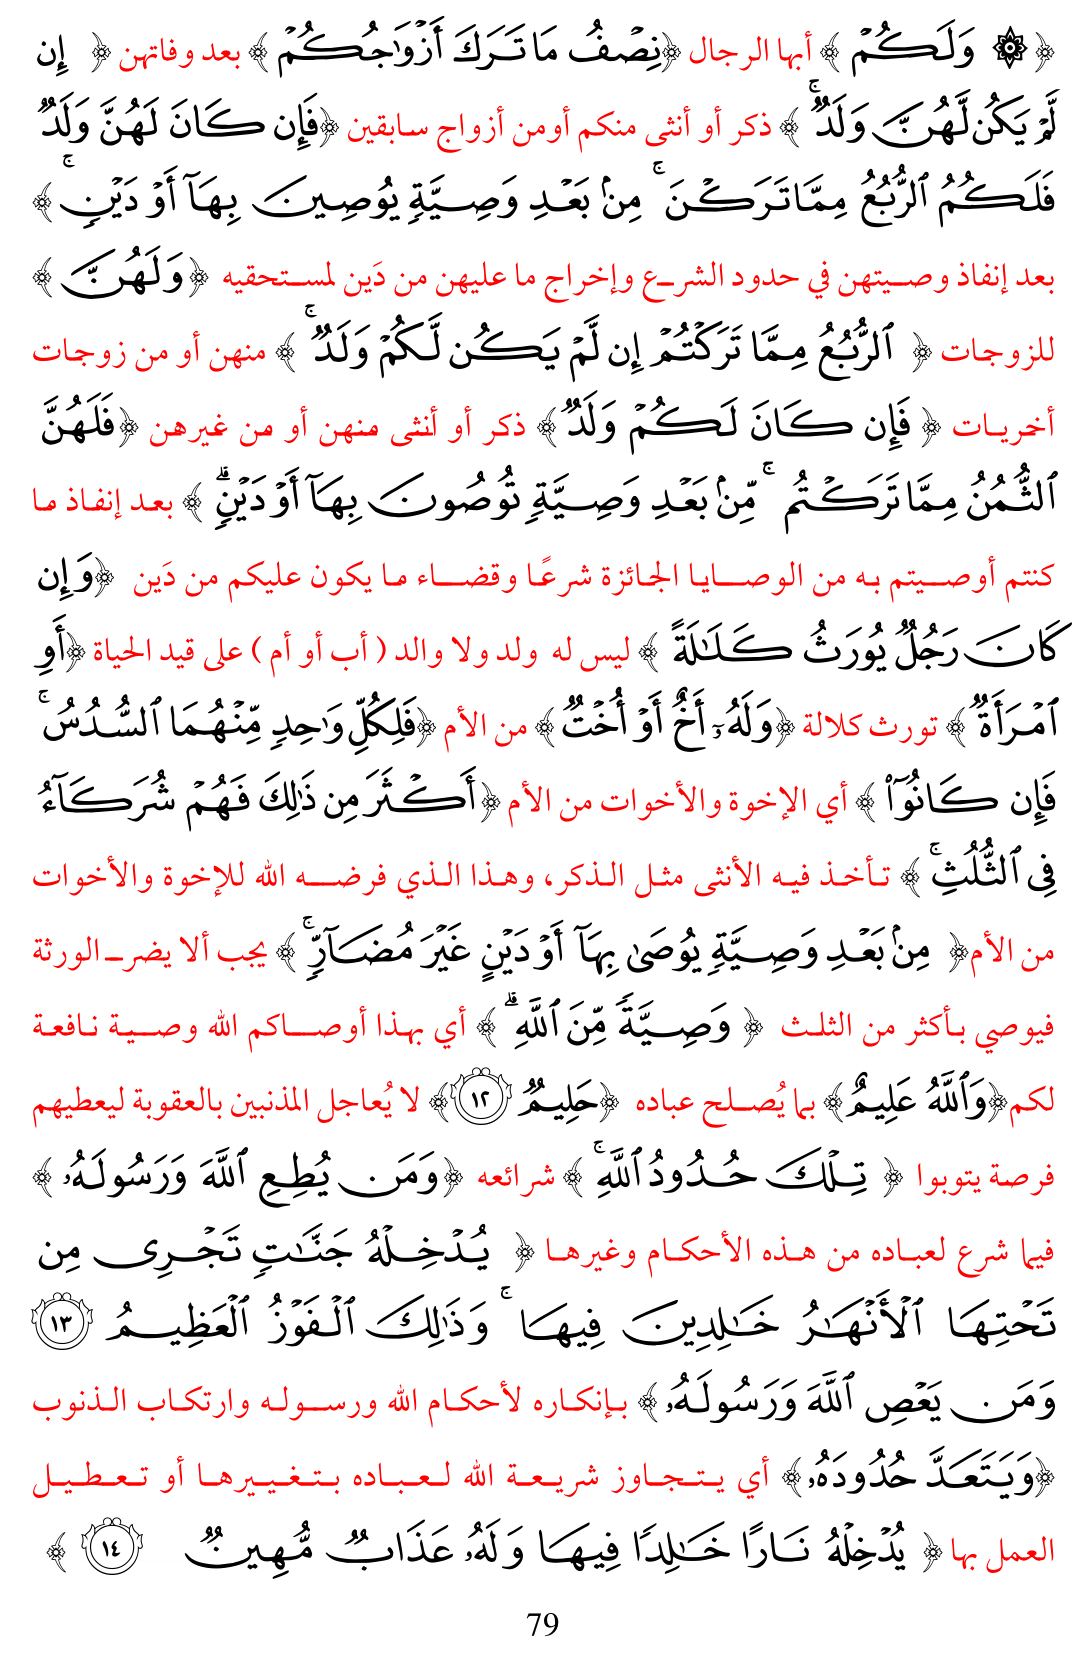 ﴿ ۞ وَلَكُمۡ ﴾ أبها الرجال ﴿نِصۡفُ مَا تَرَكَ أَزۡوَٰجُكُمۡ ﴾ بعد وفاتهن ﴿ إِن
لَّمۡ يَكُن لَّهُنَّ وَلَدٞۚ ﴾ ذكر أو أنثى منكم أومن أزواج سابقين ﴿فَإِن كَانَ لَهُنَّ وَلَدٞ
فَلَكُمُ ٱلرُّبُعُ مِمَّا تَرَكۡنَۚ مِنۢ بَعۡدِ وَصِيَّةٖ يُوصِينَ بِهَآ أَوۡ دَيۡنٖۚ ﴾
بعد إنفاذ وصيتهن في حدود الشرع وإخراج ما عليهن من دَين لمستحقيه ﴿وَلَهُنَّ ﴾
للزوجات ﴿ ٱلرُّبُعُ مِمَّا تَرَكۡتُمۡ إِن لَّمۡ يَكُن لَّكُمۡ وَلَدٞۚ ﴾ منهن أو من زوجات
أخريات ﴿ فَإِن كَانَ لَكُمۡ وَلَدٞ﴾ ذكر أو أنثى منهن أو من غيرهن ﴿فَلَهُنَّ
ٱلثُّمُنُ مِمَّا تَرَكۡتُمۚ مِّنۢ بَعۡدِ وَصِيَّةٖ تُوصُونَ بِهَآ أَوۡ دَيۡنٖۗ ﴾ بعد إنفاذ ما
كنتم أوصيتم به من الوصايا الجائزة شرعًا وقضاء ما يكون عليكم من دَين ﴿وَإِن
كَانَ رَجُلٞ يُورَثُ كَلَٰلَةً ﴾ ليس له ولد ولا والد ( أب أو أم ) على قيد الحياة ﴿أَوِ
ٱمۡرَأَةٞ ﴾ تورث كلالة ﴿وَلَهُۥٓ أَخٌ أَوۡ أُخۡتٞ﴾ من الأم ﴿فَلِكُلِّ وَٰحِدٖ مِّنۡهُمَا ٱلسُّدُسُۚ
فَإِن كَانُوٓاْ ﴾ أي الإخوة والأخوات من الأم ﴿أَكۡثَرَ مِن ذَٰلِكَ فَهُمۡ شُرَكَآءُ
فِي ٱلثُّلُثِۚ ﴾ تأخذ فيه الأنثى مثل الذكر، وهذا الذي فرضه الله للإخوة والأخوات
من الأم﴿ مِنۢ بَعۡدِ وَصِيَّةٖ يُوصَىٰ بِهَآ أَوۡ دَيۡنٍ غَيۡرَ مُضَآرّٖۚ ﴾ يجب ألا يضر الورثة
فيوصي بأكثر من الثلث ﴿ وَصِيَّةٗ مِّنَ ٱللَّهِۗ ﴾ أي بهذا أوصاكم الله وصية نافعة
لكم﴿وَٱللَّهُ عَلِيمٌ﴾ بما يُصلح عباده ﴿حَلِيمٞ ١٢﴾ لا يُعاجل المذنبين بالعقوبة ليعطيهم
فرصة يتوبوا ﴿ تِلۡكَ حُدُودُ ٱللَّهِۚ ﴾ شرائعه ﴿وَمَن يُطِعِ ٱللَّهَ وَرَسُولَهُۥ ﴾
فيما شرع لعباده من هذه الأحكام وغيرها ﴿ يُدۡخِلۡهُ جَنَّٰتٖ تَجۡرِي مِن
تَحۡتِهَا ٱلۡأَنۡهَٰرُ خَٰلِدِينَ فِيهَاۚ وَذَٰلِكَ ٱلۡفَوۡزُ ٱلۡعَظِيمُ ١٣
وَمَن يَعۡصِ ٱللَّهَ وَرَسُولَهُۥ ﴾ بإنكاره لأحكام الله ورسوله وارتكاب الذنوب
﴿وَيَتَعَدَّ حُدُودَهُۥ﴾ أي يتجاوز شريعة الله لعباده بتغييرها أو تعطيل
العمل بها ﴿ يُدۡخِلۡهُ نَارًا خَٰلِدٗا فِيهَا وَلَهُۥ عَذَابٞ مُّهِينٞ ١٤ ﴾
79